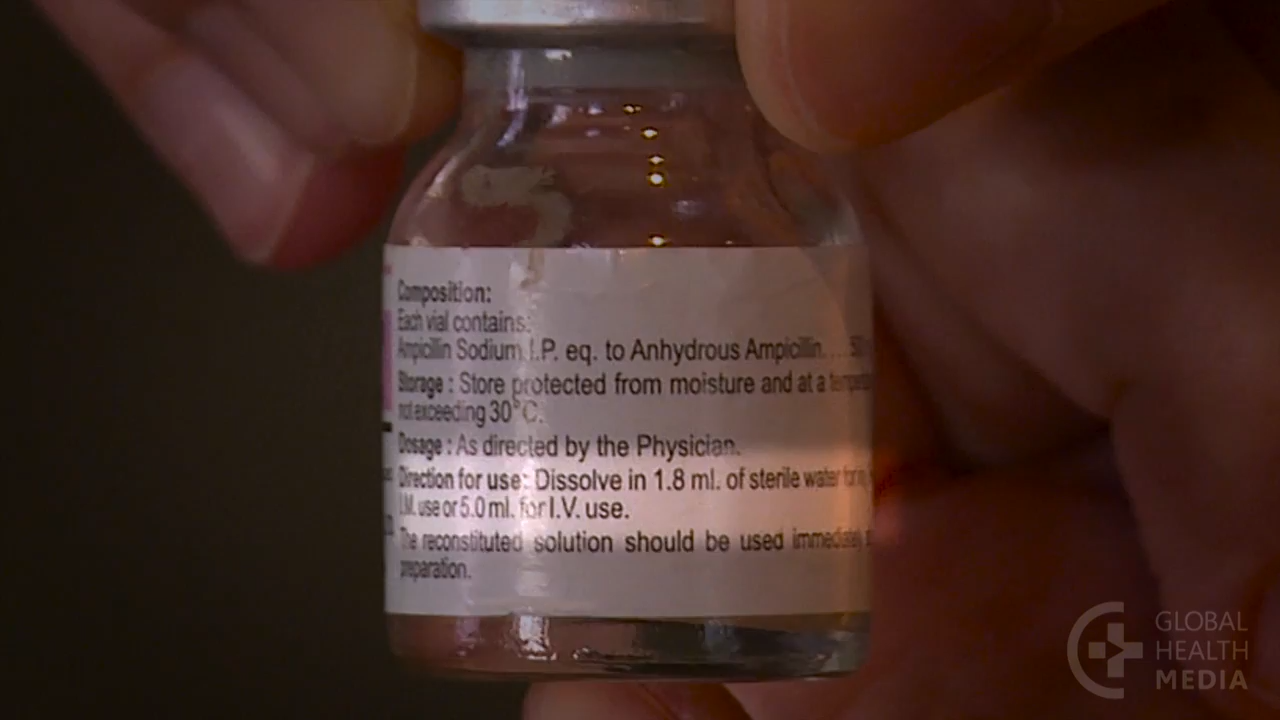 Composition:
Each vial contains:
Ampicillin Sodium I.P. eq. to Anhydrous Ampicillin....
Storage : Store protected from moisture and at a
not exceeding 30°C.
Dosage : As directed by the Physician.
Direction for use: Dissolve in 1.8 ml. of sterile water
I.M. use or 5.0 ml. for I.V. use.
The reconstituted solution should be used immediately
preparation.
GLOBAL
HEALTH
MEDIA